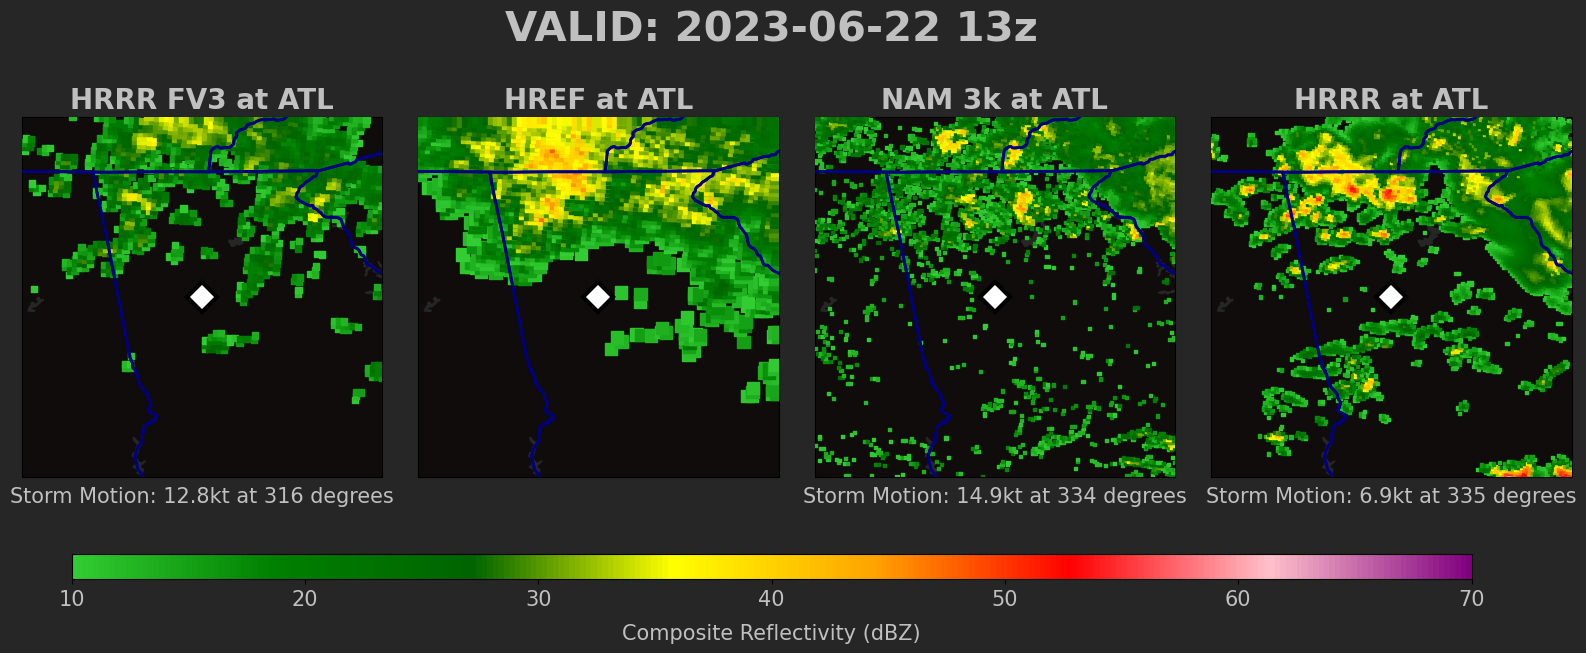 VALID: 2023-06-22 13z
HRRR FV3 at ATL
HREF at ATL
NAM 3k at ATL
HRRR at ATL
Storm Motion: 12.8kt at 316 degrees
Storm Motion: 14.9kt at 334 degrees
Storm Motion: 6.9kt at 335 degrees
10 20 30 40 50 60 70
Composite Reflectivity (dBZ)